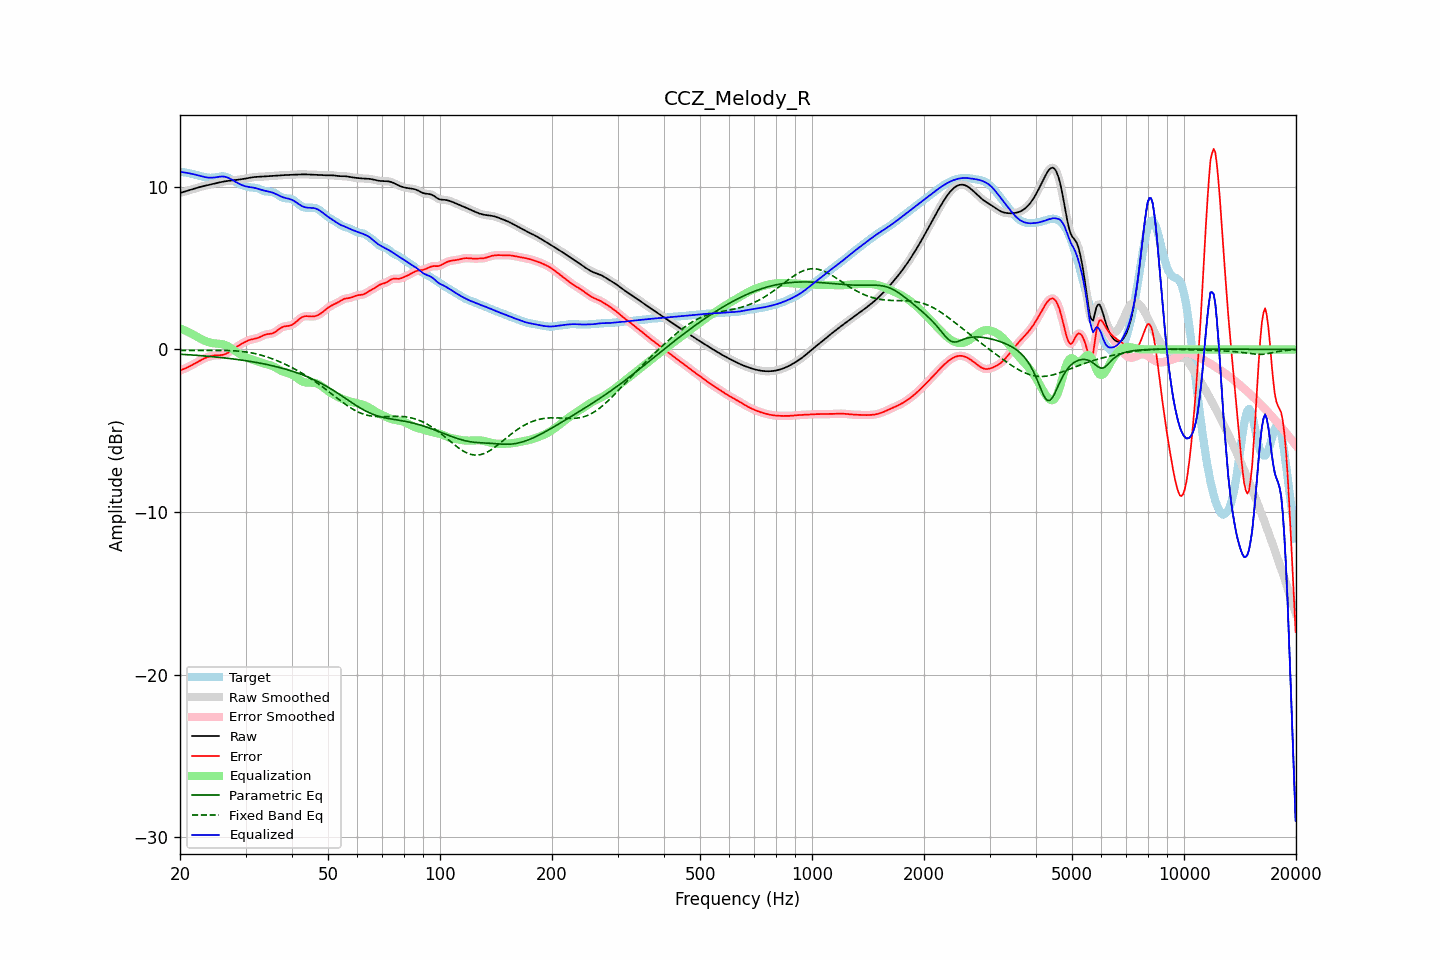 CCZ_Melody_R
Amplitude (dBr)
10
0
−10
−20
−30
Target
Raw Smoothed
Error Smoothed
Raw
Error
Equalization
Parametric Eq
Fixed Band Eq
Equalized
20 50 100 200 500 1000 2000 5000 10000 20000
Frequency (Hz)